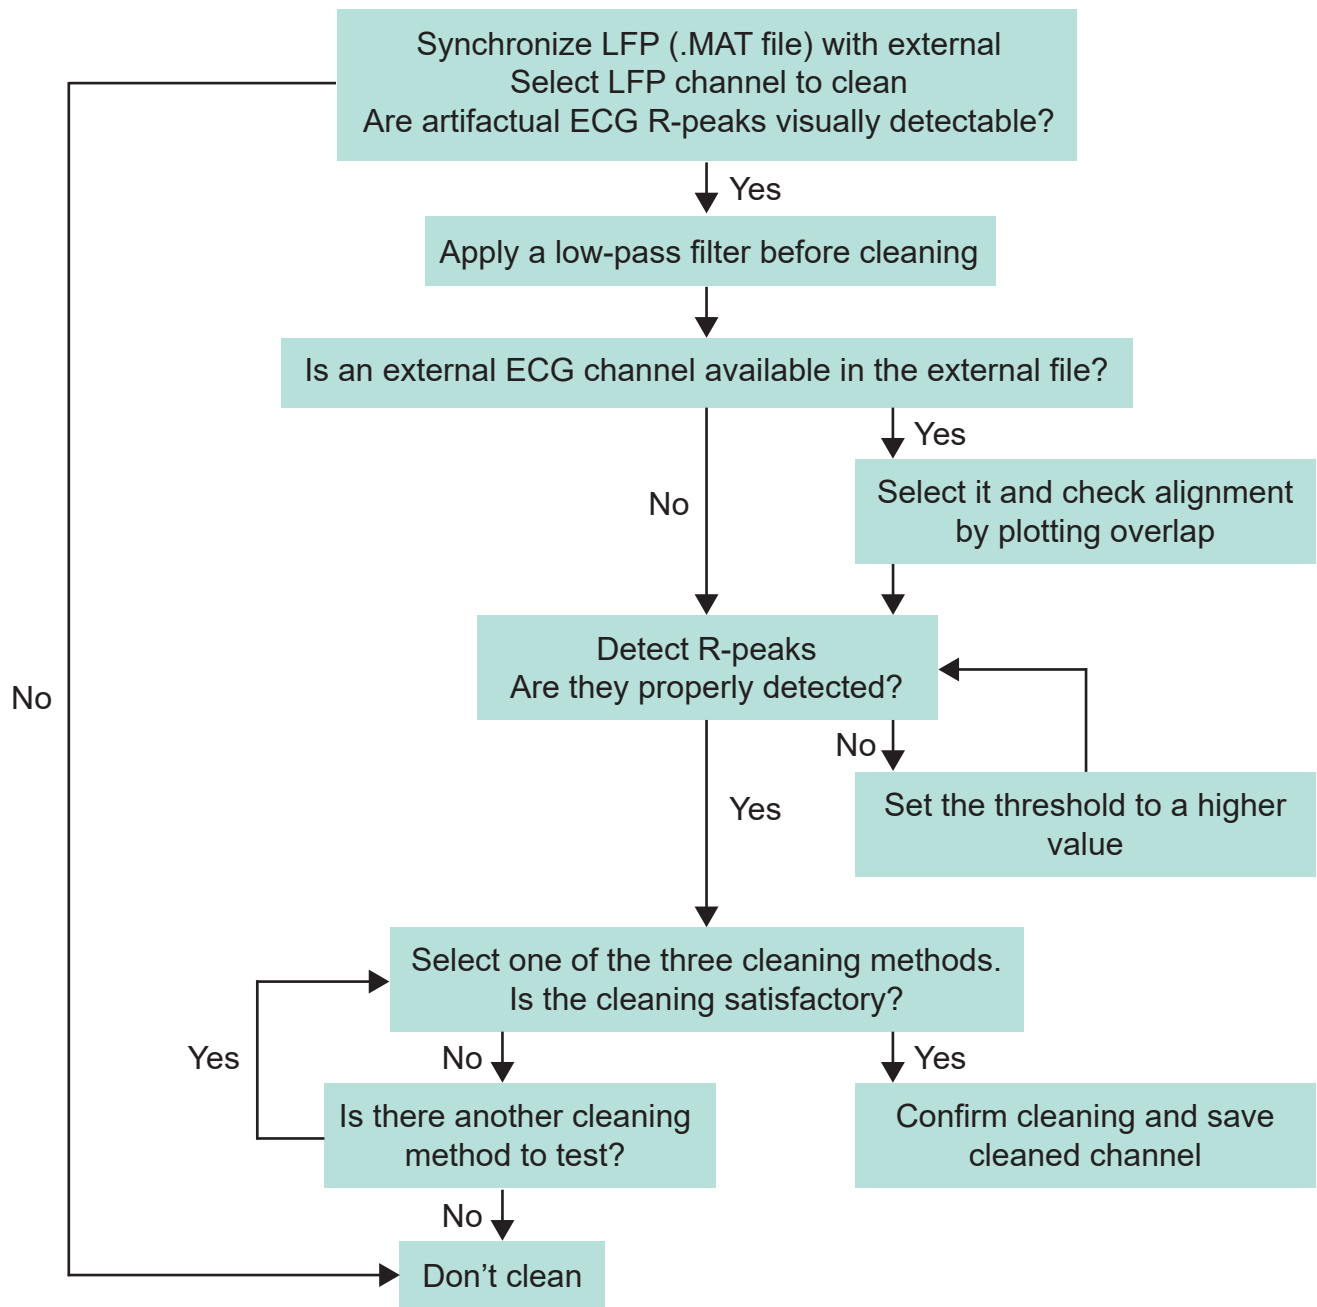 Synchronize LFP (.MAT file) with external
Select LFP channel to clean
Are artifactual ECG R-peaks visually detectable?
Yes
Apply a low-pass filter before cleaning
Is an external ECG channel available in the external file?
Yes
No
Select it and check alignment
by plotting overlap
Detect R-peaks
Are they properly detected?
No
No
Yes
Set the threshold to a higher
value
Select one of the three cleaning methods.
Is the cleaning satisfactory?
Yes
No
Yes
Is there another cleaning
method to test?
Confirm cleaning and save
cleaned channel
No
Don’t clean